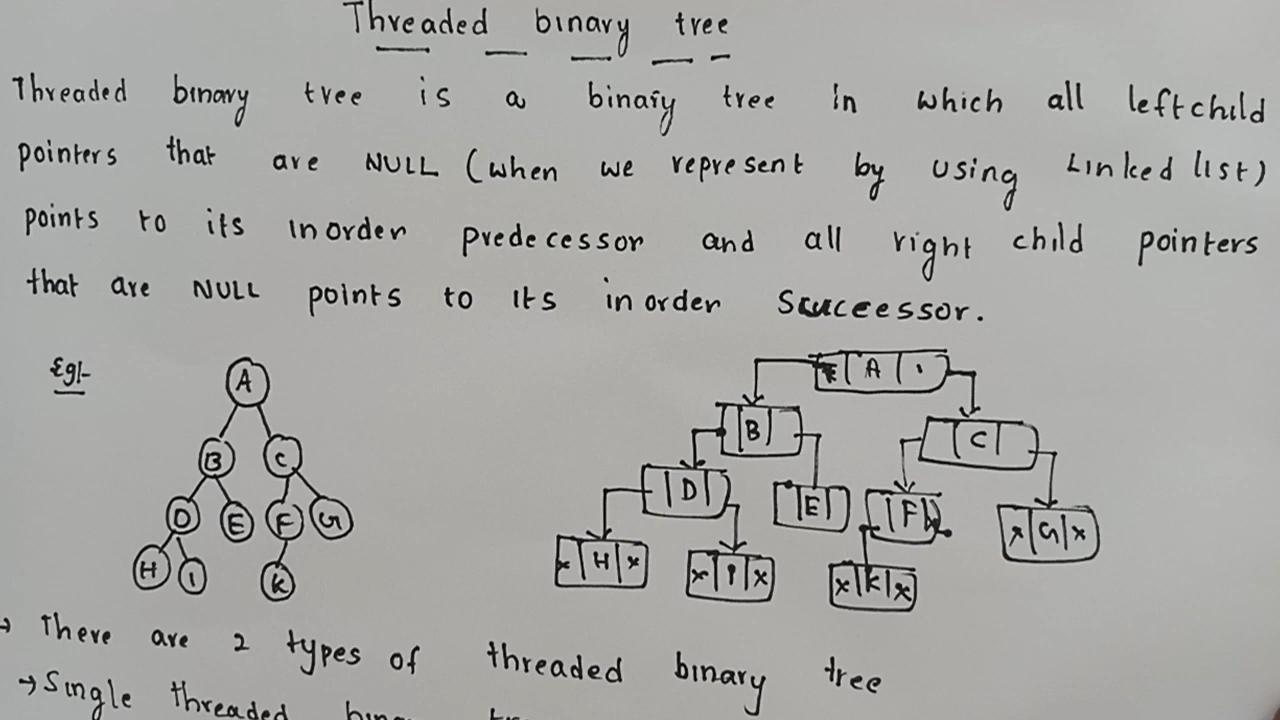 Threaded binary tree
Threaded binary tree is a binary tree in which all leftchild
pointers that are NULL (when we represent by using Linked list)
points to its inorder predecessor and all right child pointers
that are NULL points to its inorder Suuceessor.
Eg:-
A
B C
D E F G
H I K
A
B
C
D
E
F
x G x
x H x
x I x
x K x
→ There are 2 types of threaded binary tree
→ Single threaded